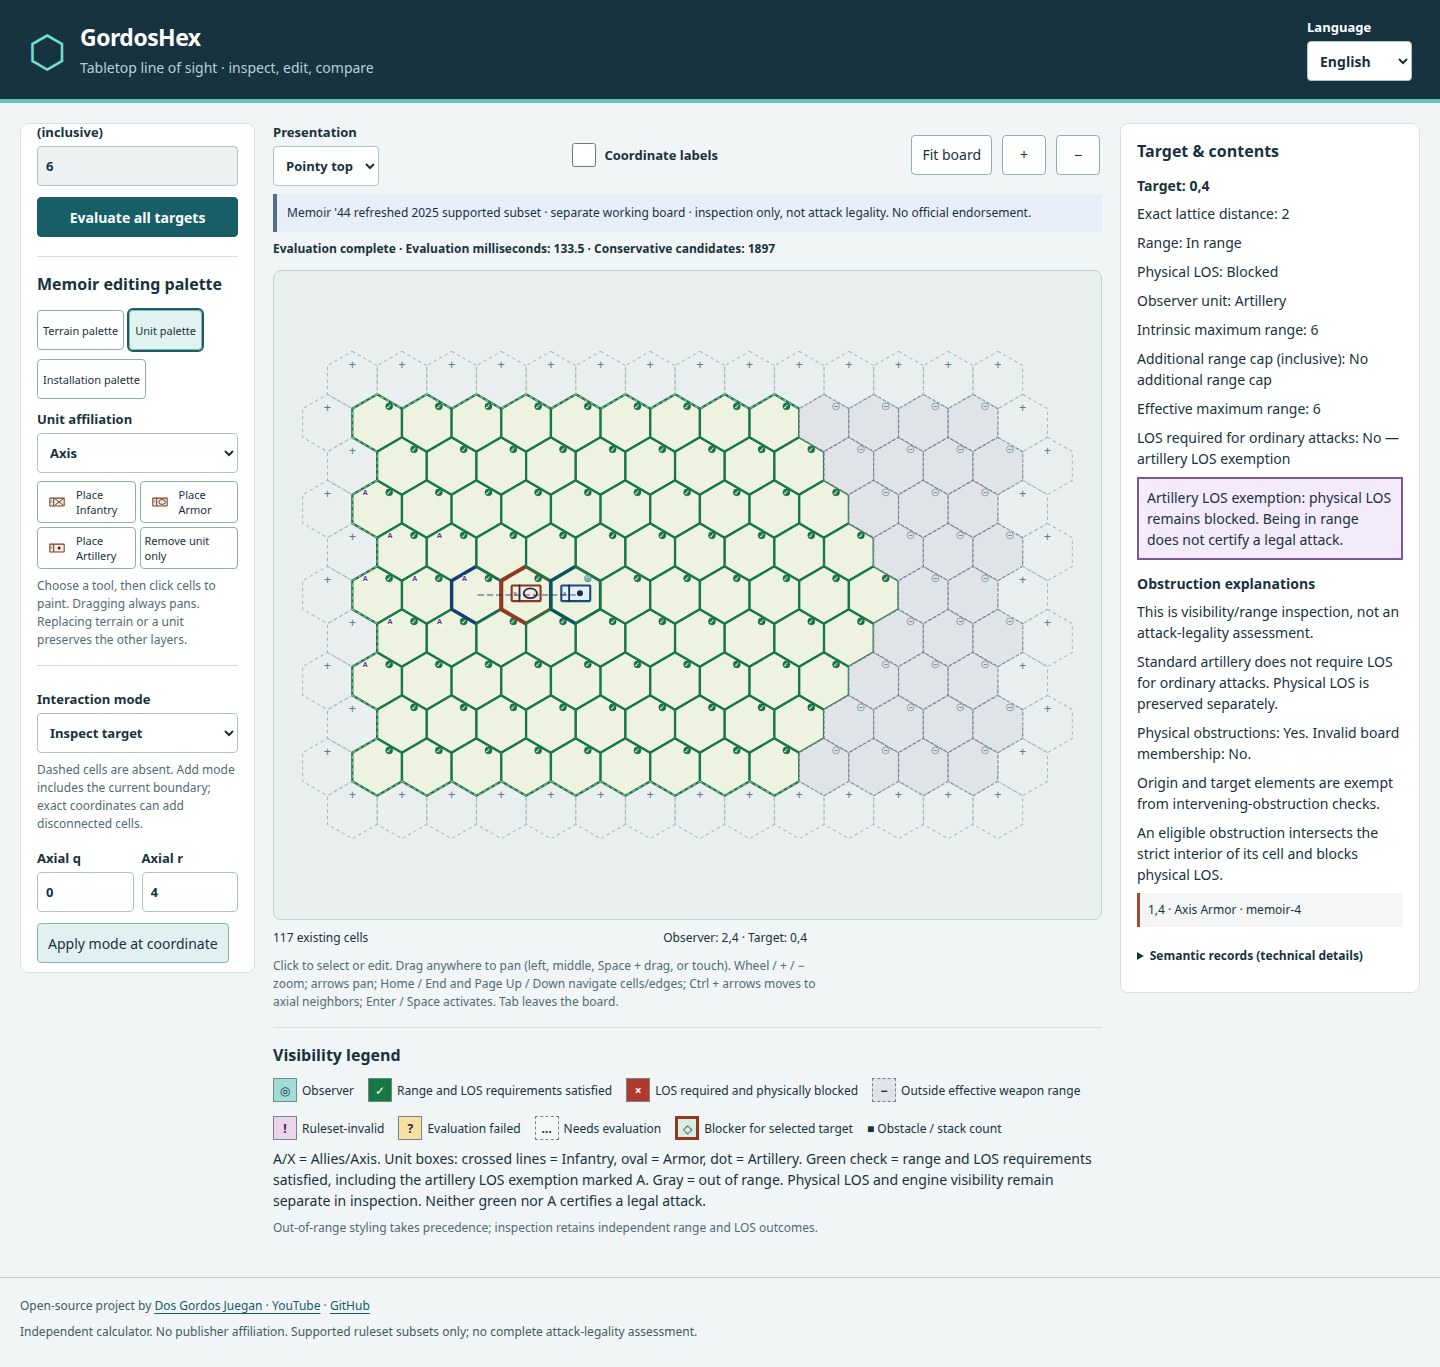 GordosHex
Tabletop line of sight · inspect, edit, compare
Language
English
(inclusive)
6
Evaluate all targets
Memoir editing palette
Terrain palette
Unit palette
Installation palette
Unit affiliation
Axis
Place
Infantry
Place
Armor
Place
Artillery
Remove unit
only
Choose a tool, then click cells to
paint. Dragging always pans.
Replacing terrain or a unit
preserves the other layers.
Interaction mode
Inspect target
Dashed cells are absent. Add mode
includes the current boundary;
exact coordinates can add
disconnected cells.
Axial q
Axial r
0
4
Apply mode at coordinate
Presentation
Pointy top
Coordinate labels
Fit board
+
−
Memoir '44 refreshed 2025 supported subset · separate working board · inspection only, not attack legality. No official endorsement.
Evaluation complete · Evaluation milliseconds: 133.5 · Conservative candidates: 1897
117 existing cells
Observer: 2,4 · Target: 0,4
Click to select or edit. Drag anywhere to pan (left, middle, Space + drag, or touch). Wheel / + / −
zoom; arrows pan; Home / End and Page Up / Down navigate cells/edges; Ctrl + arrows moves to
axial neighbors; Enter / Space activates. Tab leaves the board.
Visibility legend
◎ Observer
✓ Range and LOS requirements satisfied
× LOS required and physically blocked
− Outside effective weapon range
! Ruleset-invalid
? Evaluation failed
... Needs evaluation
◇ Blocker for selected target
■ Obstacle / stack count
A/X = Allies/Axis. Unit boxes: crossed lines = Infantry, oval = Armor, dot = Artillery. Green check = range and LOS requirements
satisfied, including the artillery LOS exemption marked A. Gray = out of range. Physical LOS and engine visibility remain
separate in inspection. Neither green nor A certifies a legal attack.
Out-of-range styling takes precedence; inspection retains independent range and LOS outcomes.
Target & contents
Target: 0,4
Exact lattice distance: 2
Range: In range
Physical LOS: Blocked
Observer unit: Artillery
Intrinsic maximum range: 6
Additional range cap (inclusive): No
additional range cap
Effective maximum range: 6
LOS required for ordinary attacks: No —
artillery LOS exemption
Artillery LOS exemption: physical LOS
remains blocked. Being in range
does not certify a legal attack.
Obstruction explanations
This is visibility/range inspection, not an
attack-legality assessment.
Standard artillery does not require LOS
for ordinary attacks. Physical LOS is
preserved separately.
Physical obstructions: Yes. Invalid board
membership: No.
Origin and target elements are exempt
from intervening-obstruction checks.
An eligible obstruction intersects the
strict interior of its cell and blocks
physical LOS.
1,4 · Axis Armor · memoir-4
▶ Semantic records (technical details)
Open-source project by Dos Gordos Juegan · YouTube · GitHub
Independent calculator. No publisher affiliation. Supported ruleset subsets only; no complete attack-legality assessment.